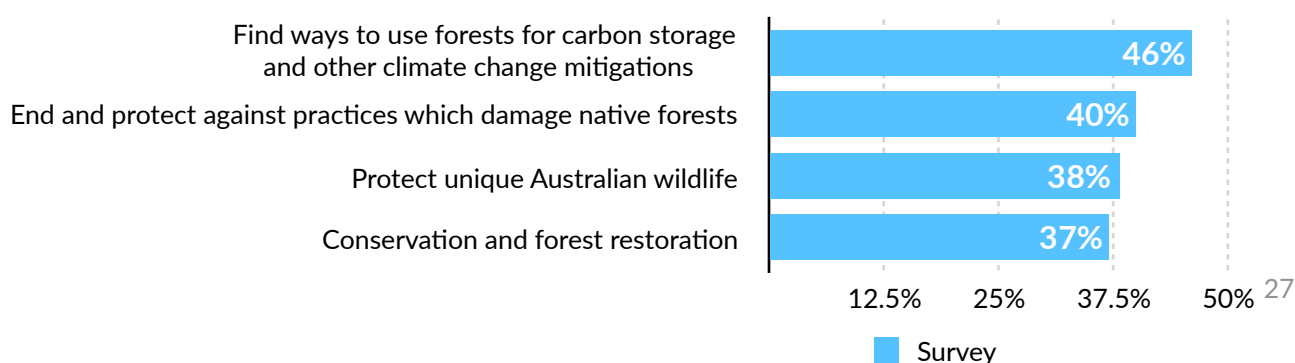 Find ways to use forests for carbon storage
and other climate change mitigations
46%
End and protect against practices which damage native forests
40%
Protect unique Australian wildlife
38%
Conservation and forest restoration
37%
12.5% 25% 37.5% 50%
27
Survey